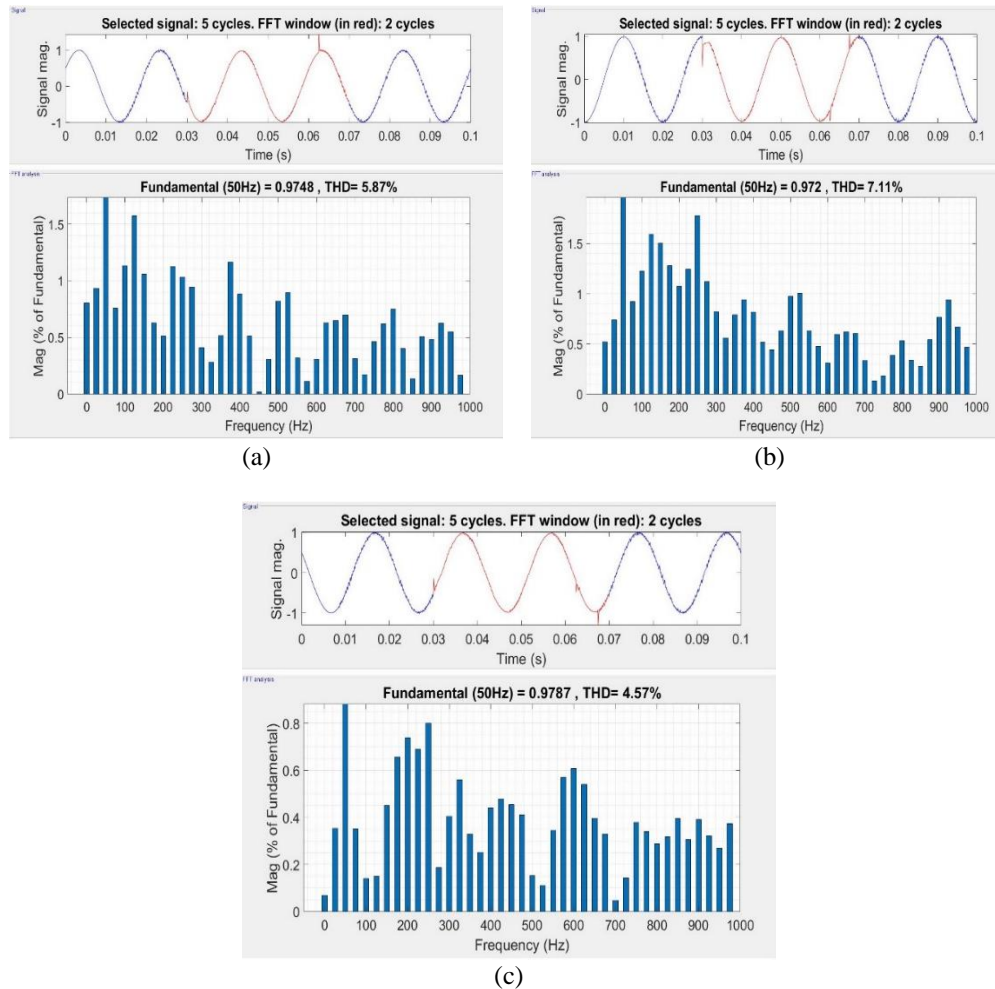 Signal
Selected signal: 5 cycles. FFT window (in red): 2 cycles
Signal mag.
1
0
-1
0 0.01 0.02 0.03 0.04 0.05 0.06 0.07 0.08 0.09 0.1
Time (s)
FFT analysis
Fundamental (50Hz) = 0.9748 , THD= 5.87%
Mag (% of Fundamental)
1.5
1
0.5
0
0 100 200 300 400 500 600 700 800 900 1000
Frequency (Hz)
(a)
Signal
Selected signal: 5 cycles. FFT window (in red): 2 cycles
Signal mag.
1
0
-1
0 0.01 0.02 0.03 0.04 0.05 0.06 0.07 0.08 0.09 0.1
Time (s)
FFT analysis
Fundamental (50Hz) = 0.972 , THD= 7.11%
Mag (% of Fundamental)
1.5
1
0.5
0
0 100 200 300 400 500 600 700 800 900 1000
Frequency (Hz)
(b)
Signal
Selected signal: 5 cycles. FFT window (in red): 2 cycles
Signal mag.
1
0
-1
0 0.01 0.02 0.03 0.04 0.05 0.06 0.07 0.08 0.09 0.1
Time (s)
FFT analysis
Fundamental (50Hz) = 0.9787 , THD= 4.57%
Mag (% of Fundamental)
0.8
0.6
0.4
0.2
0
0 100 200 300 400 500 600 700 800 900 1000
Frequency (Hz)
(c)